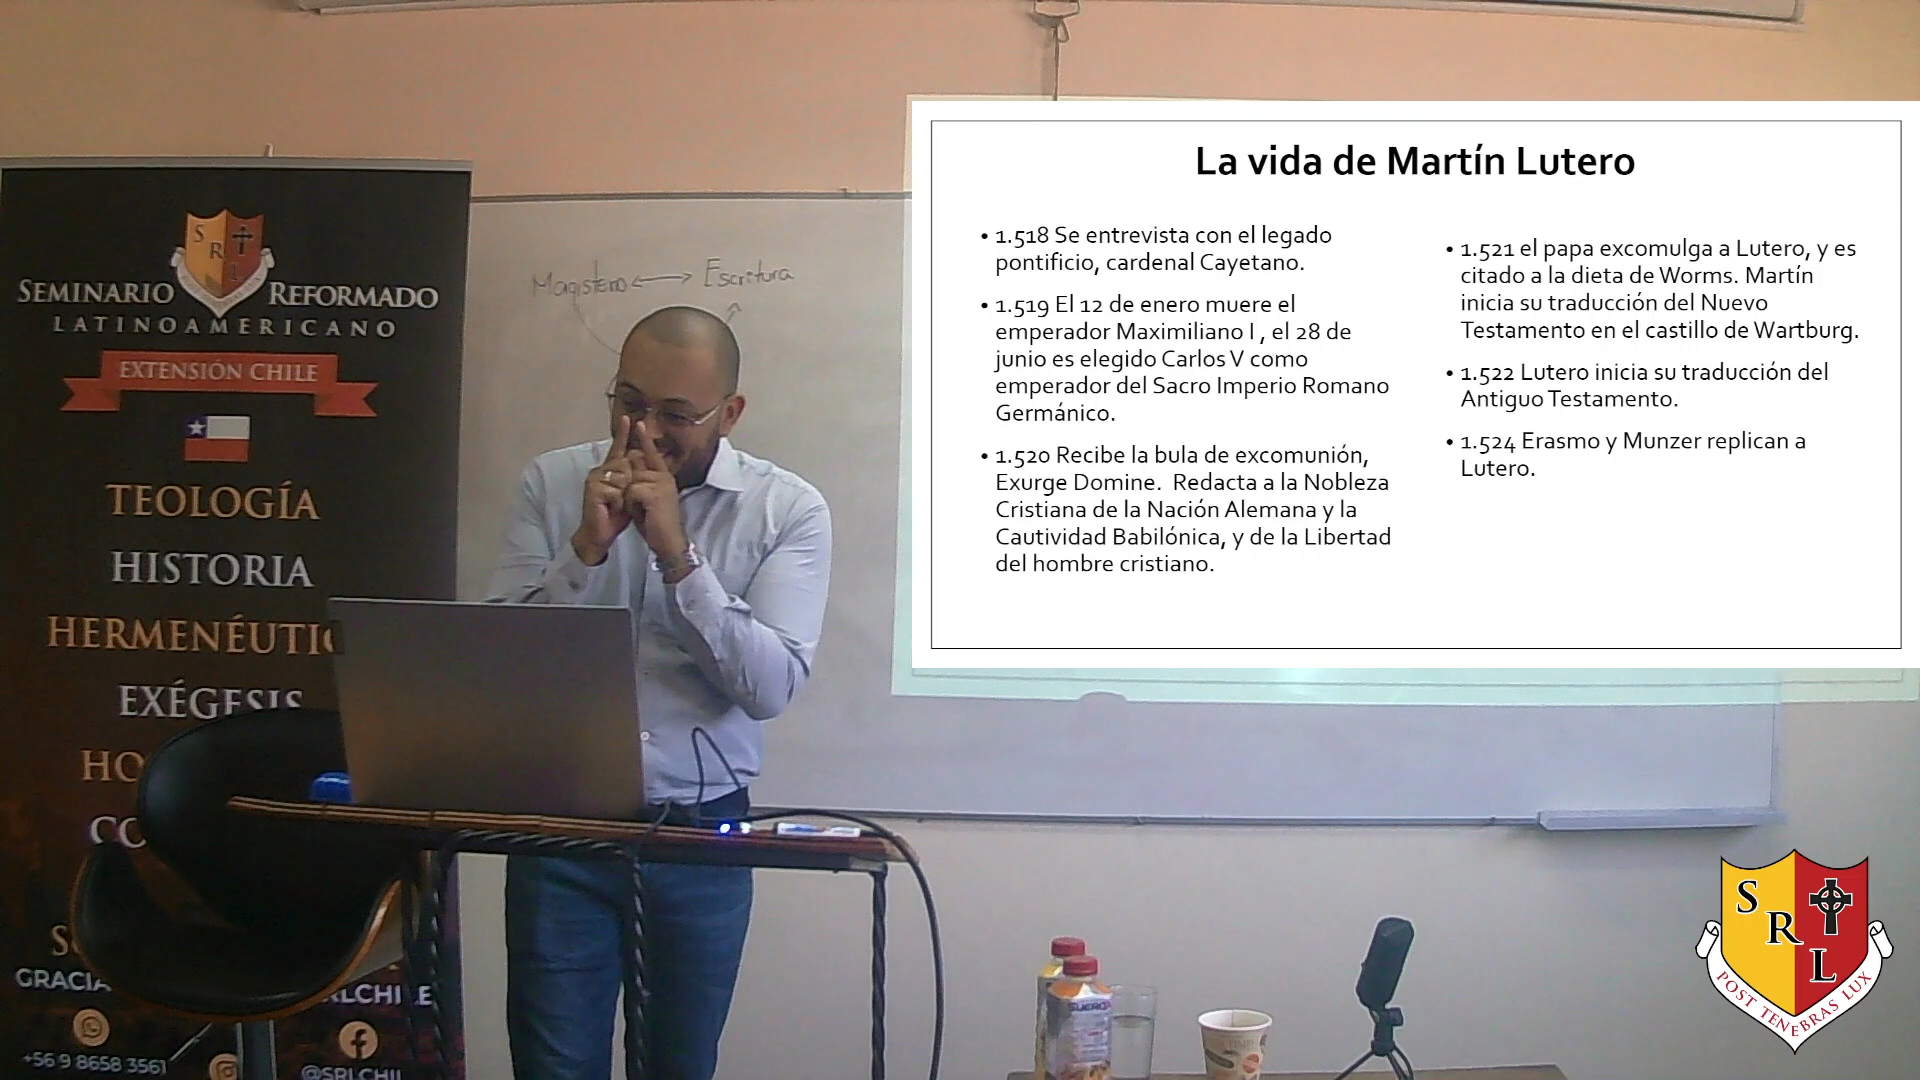 S
R
L
SEMINARIO REFORMADO
LATINOAMERICANO
EXTENSIÓN CHILE
TEOLOGÍA
HISTORIA
HERMENÉUTIC
EXÉGESIS
HO
CO
S
GRACIA
RLCHILE
+56 9 8658 3561
@SRLCHIL
Magisterio ↔ Escritura
La vida de Martín Lutero
• 1.518 Se entrevista con el legado
pontificio, cardenal Cayetano.
• 1.519 El 12 de enero muere el
emperador Maximiliano I , el 28 de
junio es elegido Carlos V como
emperador del Sacro Imperio Romano
Germánico.
• 1.520 Recibe la bula de excomunión,
Exurge Domine. Redacta a la Nobleza
Cristiana de la Nación Alemana y la
Cautividad Babilónica, y de la Libertad
del hombre cristiano.
• 1.521 el papa excomulga a Lutero, y es
citado a la dieta de Worms. Martín
inicia su traducción del Nuevo
Testamento en el castillo de Wartburg.
• 1.522 Lutero inicia su traducción del
Antiguo Testamento.
• 1.524 Erasmo y Munzer replican a
Lutero.
S
R
L
POST TENEBRAS LUX